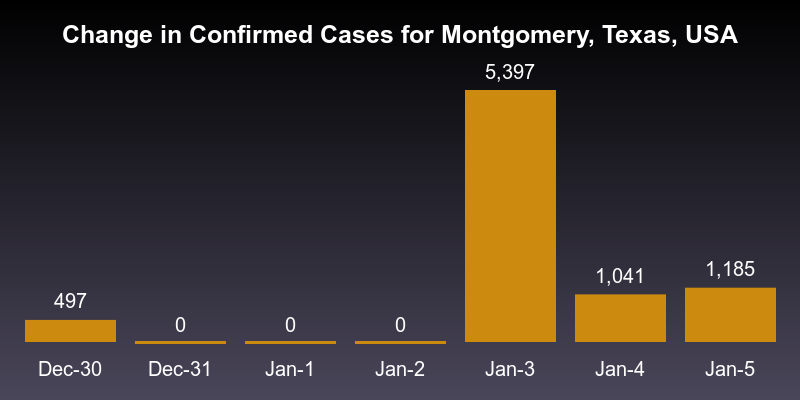 Change in Confirmed Cases for Montgomery, Texas, USA
5,397
1,185
1,041
497
0 0 0
Dec-30 Dec-31 Jan-1 Jan-2 Jan-3 Jan-4 Jan-5